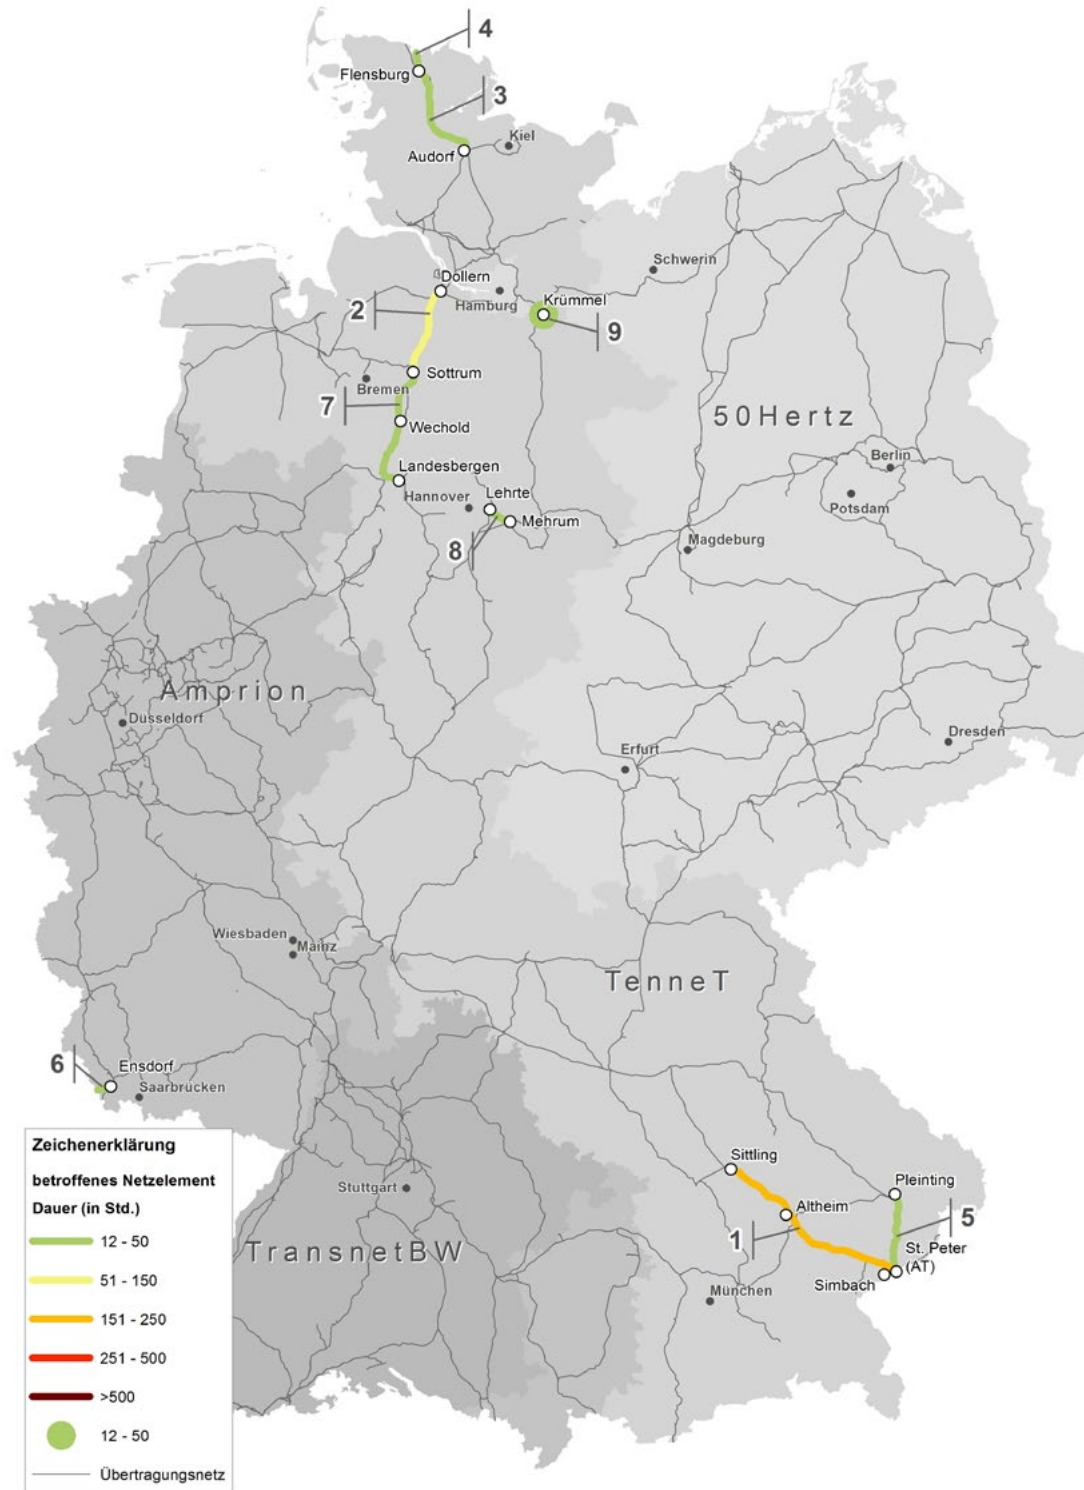 4
Flensburg
3
Kiel
Audorf
Schwerin
Dollern
Hamburg
Krümmel
2
9
Sottrum
Bremen
7
50Hertz
Wechold
Berlin
Landesbergen
Hannover
Lehrte
Potsdam
Mehrum
Magdeburg
8
Amprion
Düsseldorf
Dresden
Erfurt
Wiesbaden
Mainz
TenneT
6
Ensdorf
Saarbrücken
Sittling
Pleinting
Stuttgart
Altheim
5
1
St. Peter
(AT)
TransnetBW
Simbach
München
Zeichenerklärung
betroffenes Netzelement
Dauer (in Std.)
12 - 50
51 - 150
151 - 250
251 - 500
>500
12 - 50
Übertragungsnetz